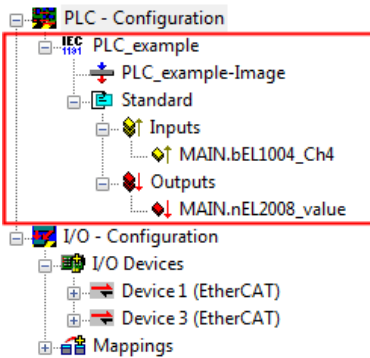 PLC - Configuration
IEC
1131
PLC_example
PLC_example-Image
Standard
Inputs
MAIN.bEL1004_Ch4
Outputs
MAIN.nEL2008_value
I/O - Configuration
I/O Devices
Device 1 (EtherCAT)
Device 3 (EtherCAT)
Mappings